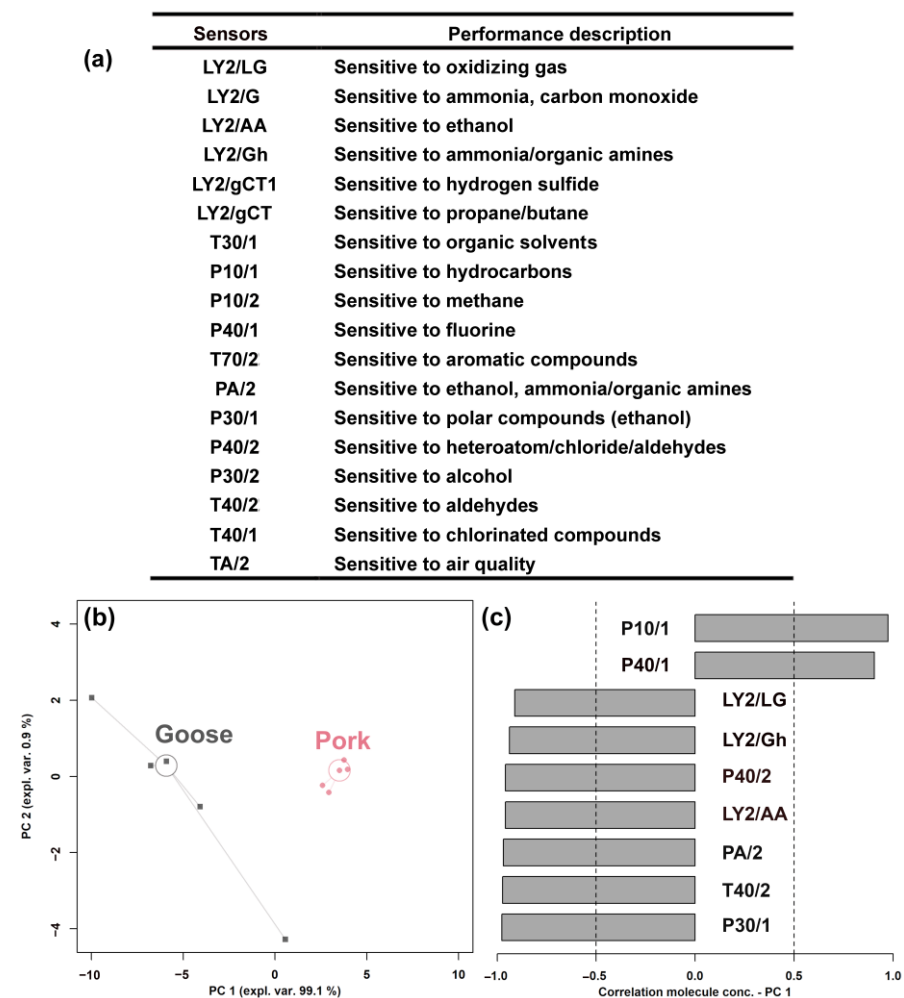 Sensors Performance description
(a)
LY2/LG Sensitive to oxidizing gas
LY2/G Sensitive to ammonia, carbon monoxide
LY2/AA Sensitive to ethanol
LY2/Gh Sensitive to ammonia/organic amines
LY2/gCT1 Sensitive to hydrogen sulfide
LY2/gCT Sensitive to propane/butane
T30/1 Sensitive to organic solvents
P10/1 Sensitive to hydrocarbons
P10/2 Sensitive to methane
P40/1 Sensitive to fluorine
T70/2 Sensitive to aromatic compounds
PA/2 Sensitive to ethanol, ammonia/organic amines
P30/1 Sensitive to polar compounds (ethanol)
P40/2 Sensitive to heteroatom/chloride/aldehydes
P30/2 Sensitive to alcohol
T40/2 Sensitive to aldehydes
T40/1 Sensitive to chlorinated compounds
TA/2 Sensitive to air quality
(b)
4
2
0
−2
−4
PC 2 (expl. var. 0.9 %)
Goose
Pork
−10 −5 0 5 10
PC 1 (expl. var. 99.1 %)
(c)
P10/1
P40/1
LY2/LG
LY2/Gh
P40/2
LY2/AA
PA/2
T40/2
P30/1
−1.0 −0.5 0.0 0.5 1.0
Correlation molecule conc. - PC 1